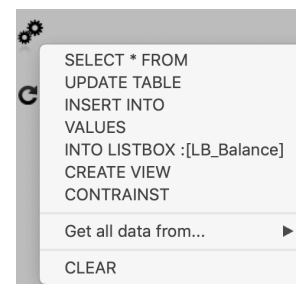 SELECT * FROM
UPDATE TABLE
INSERT INTO
VALUES
INTO LISTBOX :[LB_Balance]
CREATE VIEW
CONTRAINST
Get all data from...
CLEAR